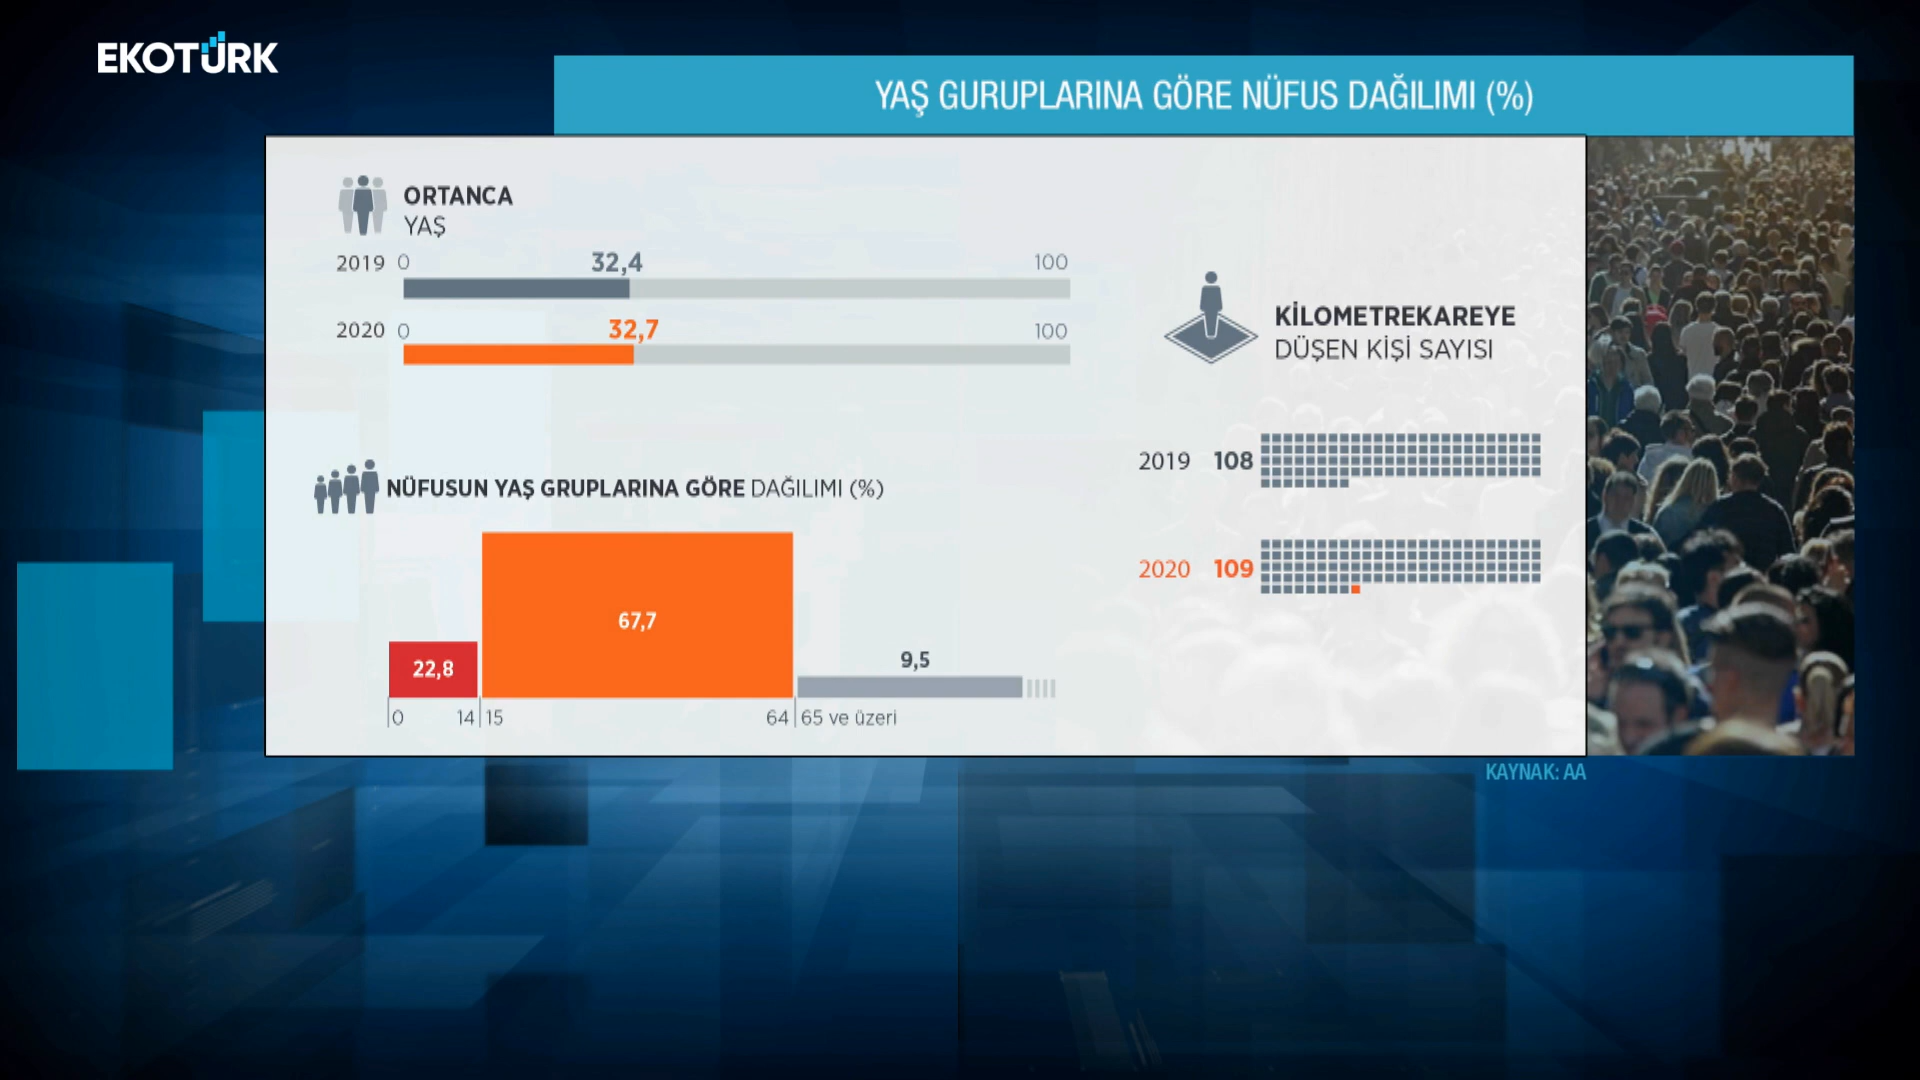 EKOTÜRK
YAŞ GURUPLARINA GÖRE NÜFUS DAĞILIMI (%)
ORTANCA
YAŞ
2019 0 32,4 100
2020 0 32,7 100
NÜFUSUN YAŞ GRUPLARINA GÖRE DAĞILIMI (%)
22,8
67,7
9,5
0 14 15 64 65 ve üzeri
KİLOMETREKAREYE
DÜŞEN KİŞİ SAYISI
2019 108
2020 109
KAYNAK: AA